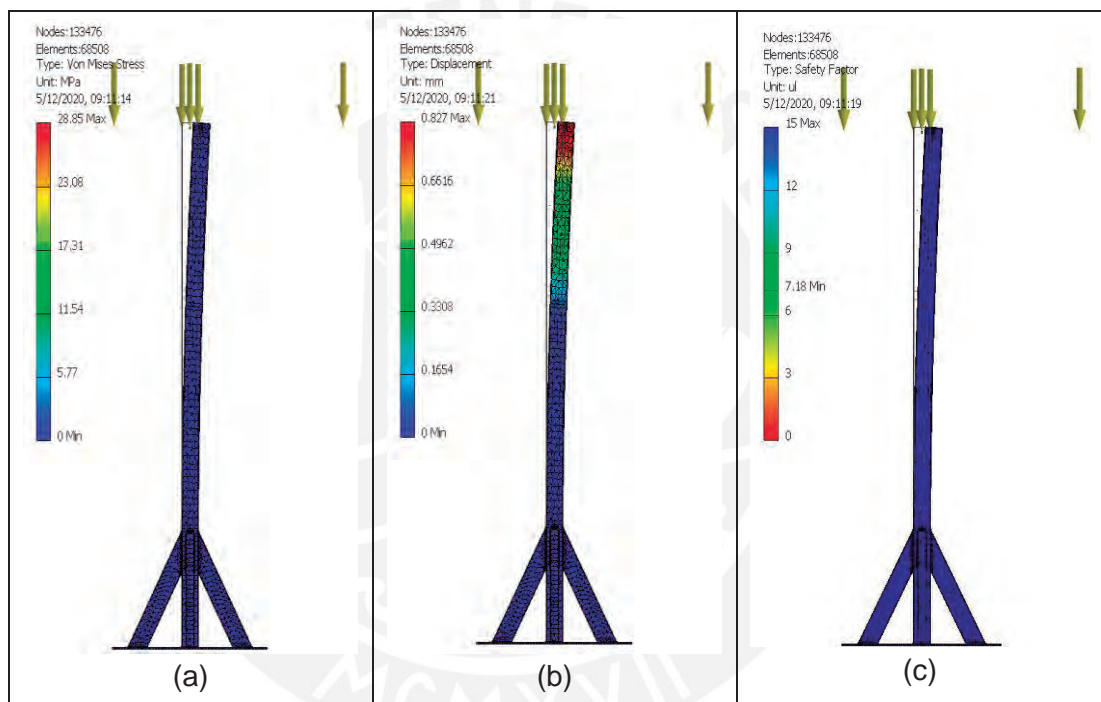 Nodes:133476
Elements:68508
Type: Von Mises Stress
Unit: MPa
5/12/2020, 09:11:14
28.85 Max
23.08
17.31
11.54
5.77
0 Min
(a)
Nodes:133476
Elements:68508
Type: Displacement
Unit: mm
5/12/2020, 09:11:21
0.827 Max
0.6616
0.4962
0.3308
0.1654
0 Min
(b)
Nodes:133476
Elements:68508
Type: Safety Factor
Unit: ul
5/12/2020, 09:11:19
15 Max
12
9
7.18 Min
6
3
0
(c)